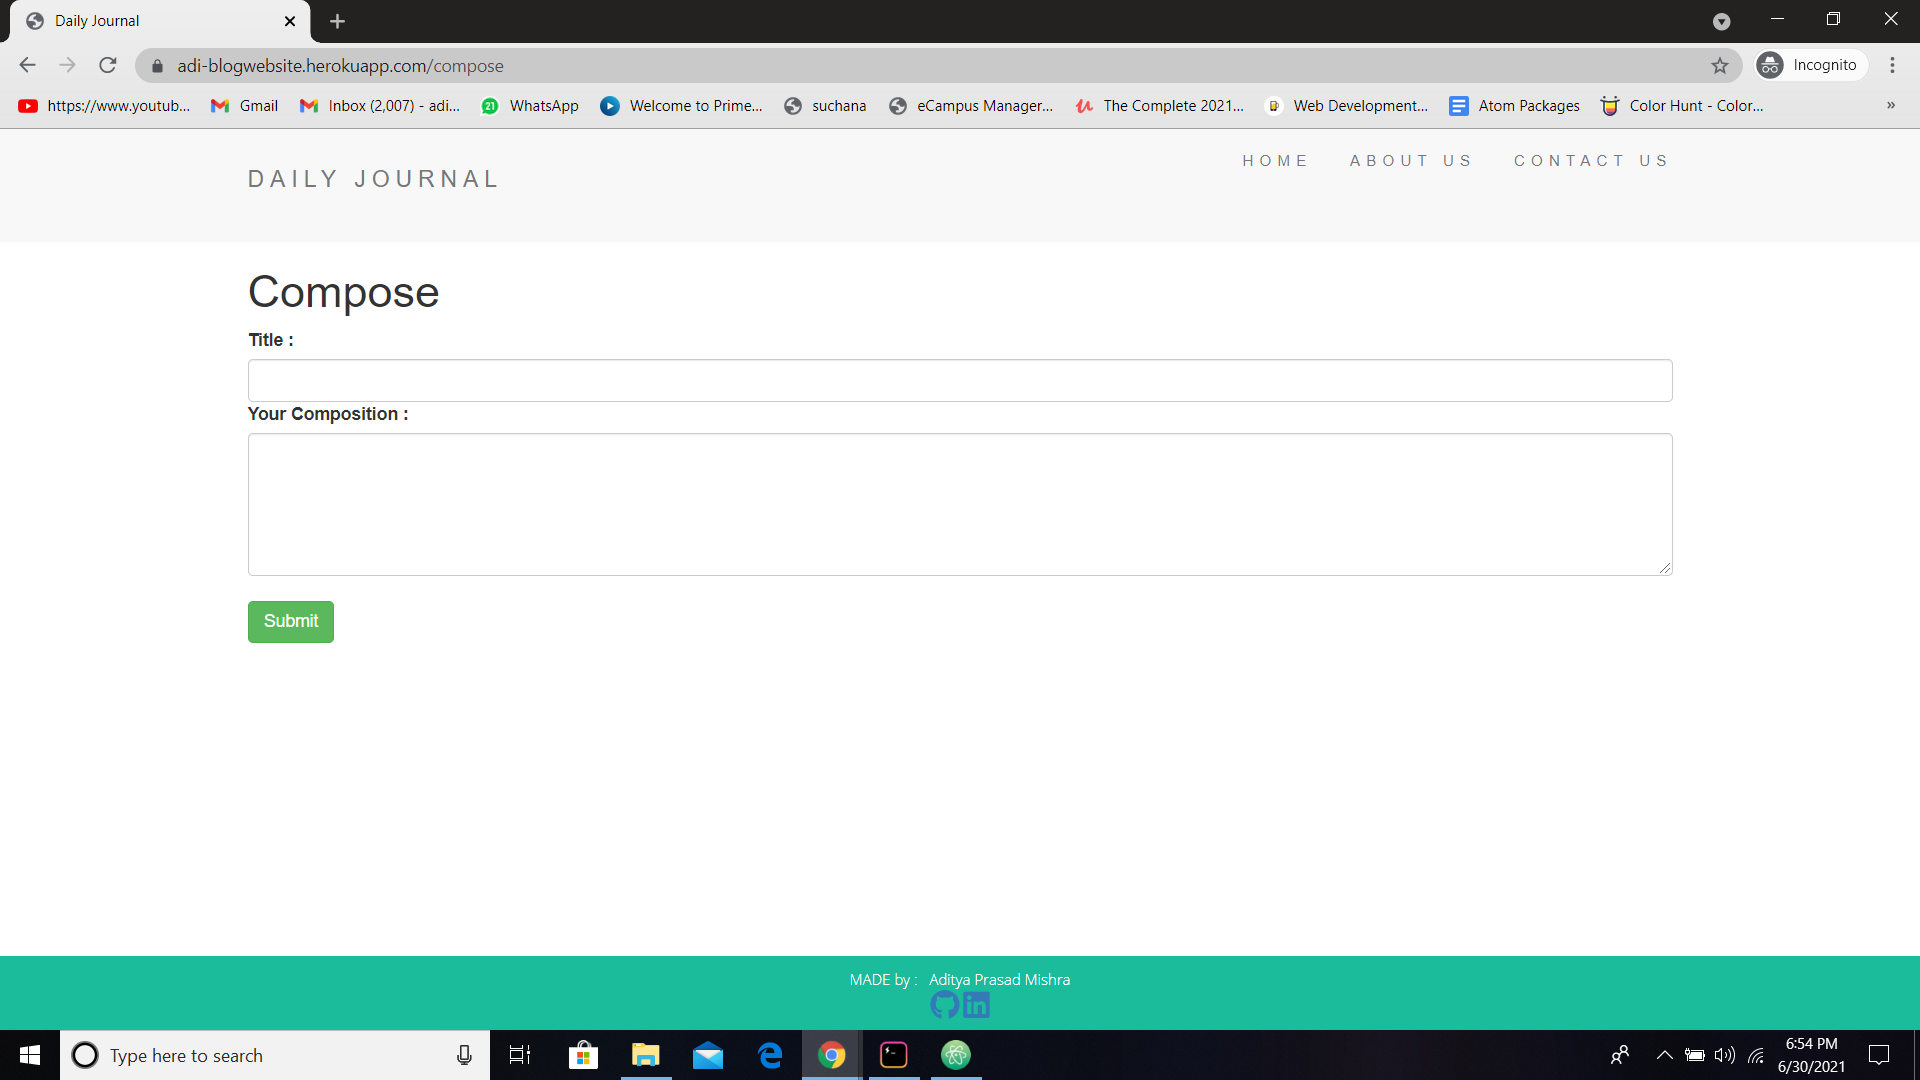 Daily Journal
adi-blogwebsite.herokuapp.com/compose
Incognito
https://www.youtub...
Gmail
Inbox (2,007) - adi...
21
WhatsApp
Welcome to Prime...
suchana
eCampus Manager...
The Complete 2021...
Web Development...
Atom Packages
Color Hunt - Color...
»
DAILY JOURNAL
HOME
ABOUT US
CONTACT US
Compose
Title :
Your Composition :
Submit
MADE by : Aditya Prasad Mishra
in
Type here to search
6:54 PM
6/30/2021